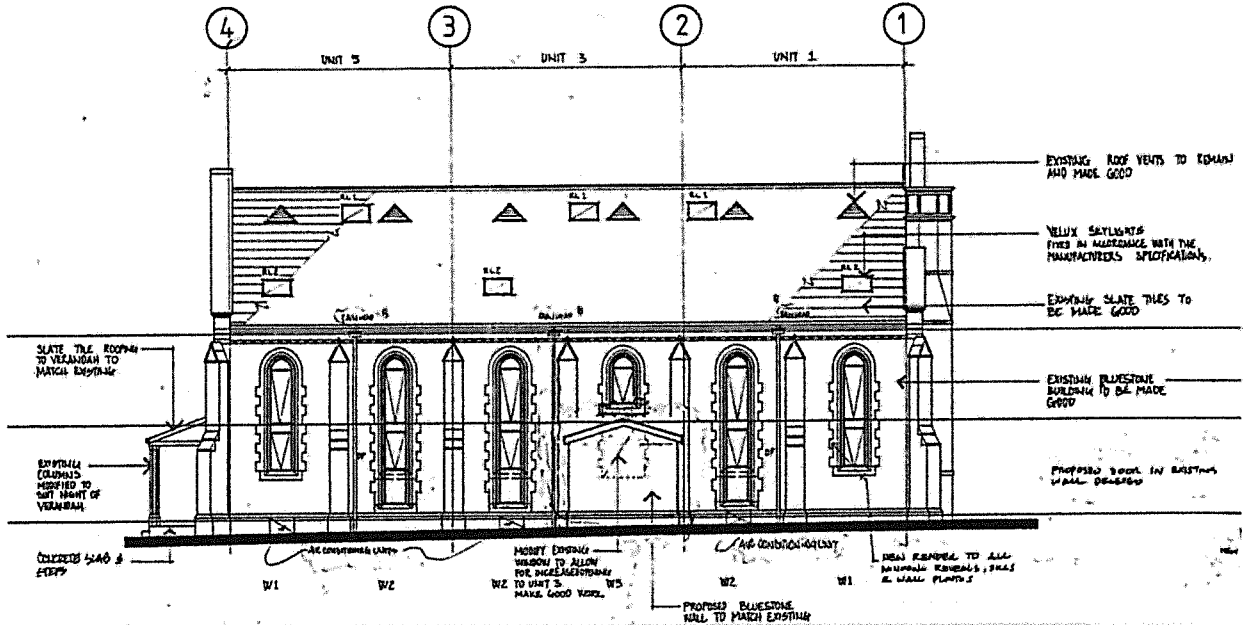 4
3
2
1
UNIT 5
UNIT 3
UNIT 1
EXISTING ROOF VENTS TO REMAIN
AND MADE GOOD
VELUX SKYLIGHTS
FIXED IN ACCORDANCE WITH THE
MANUFACTURERS SPECIFICATIONS.
EXISTING SLATE TILES TO
BE MADE GOOD
SLATE TILE ROOFING
TO VERANDAH TO
MATCH EXISTING
EXISTING BLUESTONE
BUILDING TO BE MADE
GOOD
EXISTING
COLUMNS
MODIFIED TO
SUIT HIGHT OF
VERANDAH
PROPOSED DOOR IN EXISTING
WALL
DP
DP
CONCRETE SLAB &
STEPS
AIR CONDITIONING UNITS
MODIFY EXISTING
WINDOW TO ALLOW
FOR INCREASED OPENING
TO UNIT 3
MAKE GOOD WORK
AIR CONDITIONING UNIT
NEW RENDER TO ALL
WINDOW REVEALS, SILLS
& WALL PLINTHS
W1
W2
W2
W3
W2
W1
PROPOSED BLUESTONE
WALL TO MATCH EXISTING